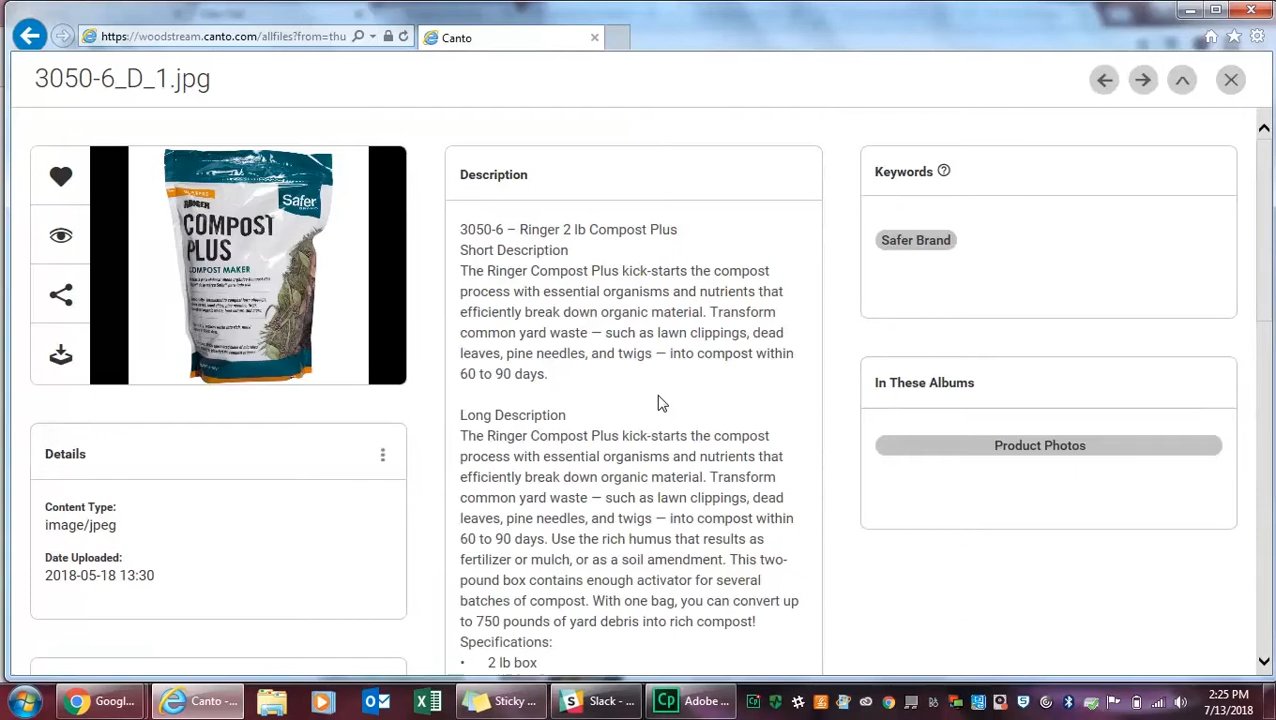 https://woodstream.canto.com/allfiles?from=thu
Canto
3050-6_D_1.jpg
RINGER
Safer
COMPOST
PLUS
COMPOST MAKER
Description
3050-6 – Ringer 2 lb Compost Plus
Short Description
The Ringer Compost Plus kick-starts the compost
process with essential organisms and nutrients that
efficiently break down organic material. Transform
common yard waste — such as lawn clippings, dead
leaves, pine needles, and twigs — into compost within
60 to 90 days.
Long Description
The Ringer Compost Plus kick-starts the compost
process with essential organisms and nutrients that
efficiently break down organic material. Transform
common yard waste — such as lawn clippings, dead
leaves, pine needles, and twigs — into compost within
60 to 90 days. Use the rich humus that results as
fertilizer or mulch, or as a soil amendment. This two-
pound box contains enough activator for several
batches of compost. With one bag, you can convert up
to 750 pounds of yard debris into rich compost!
Specifications:
• 2 lb box
Keywords
Safer Brand
In These Albums
Product Photos
Details
Content Type:
image/jpeg
Date Uploaded:
2018-05-18 13:30
Googl...
Canto -...
Sticky ...
Slack - ...
Adobe ...
2:25 PM
7/13/2018